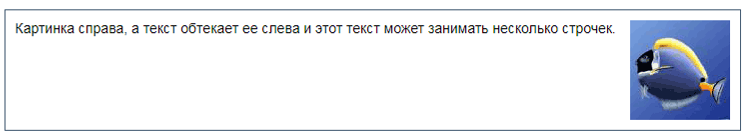 Картинка справа, а текст обтекает ее слева и этот текст может занимать несколько строчек.